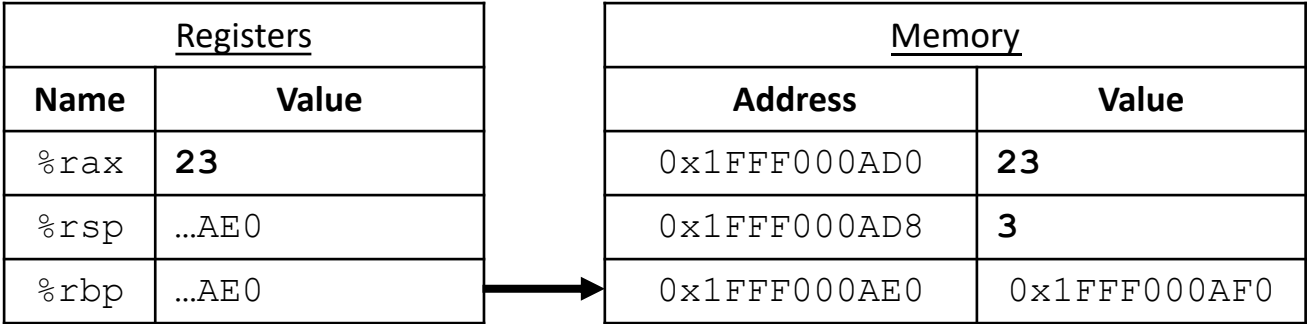 Registers Memory
Name Value Address Value
%rax 23 0x1FFF000AD0 23
%rsp …AE0 0x1FFF000AD8 3
%rbp …AE0 0x1FFF000AE0 0x1FFF000AF0